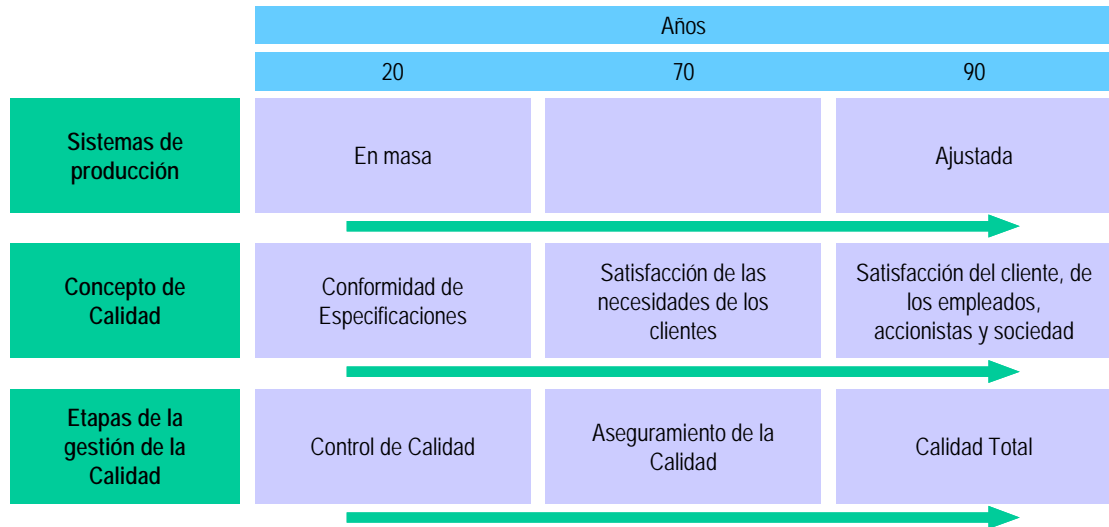 Años
20
70
90
Sistemas de
producción
En masa
Ajustada
Concepto de
Calidad
Conformidad de
Especificaciones
Satisfacción de las
necesidades de los
clientes
Satisfacción del cliente, de
los empleados,
accionistas y sociedad
Etapas de la
gestión de la
Calidad
Control de Calidad
Aseguramiento de la
Calidad
Calidad Total